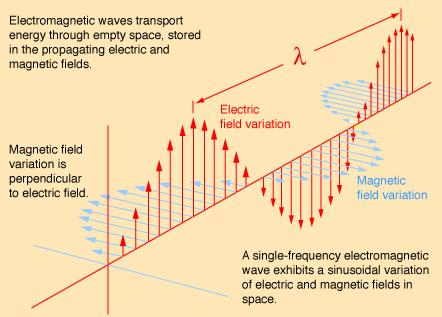 Electromagnetic waves transport
energy through empty space, stored
in the propagating electric and
magnetic fields.
λ
Electric
field variation
Magnetic field
variation is
perpendicular
to electric field.
Magnetic
field variation
A single-frequency electromagnetic
wave exhibits a sinusoidal variation
of electric and magnetic fields in
space.